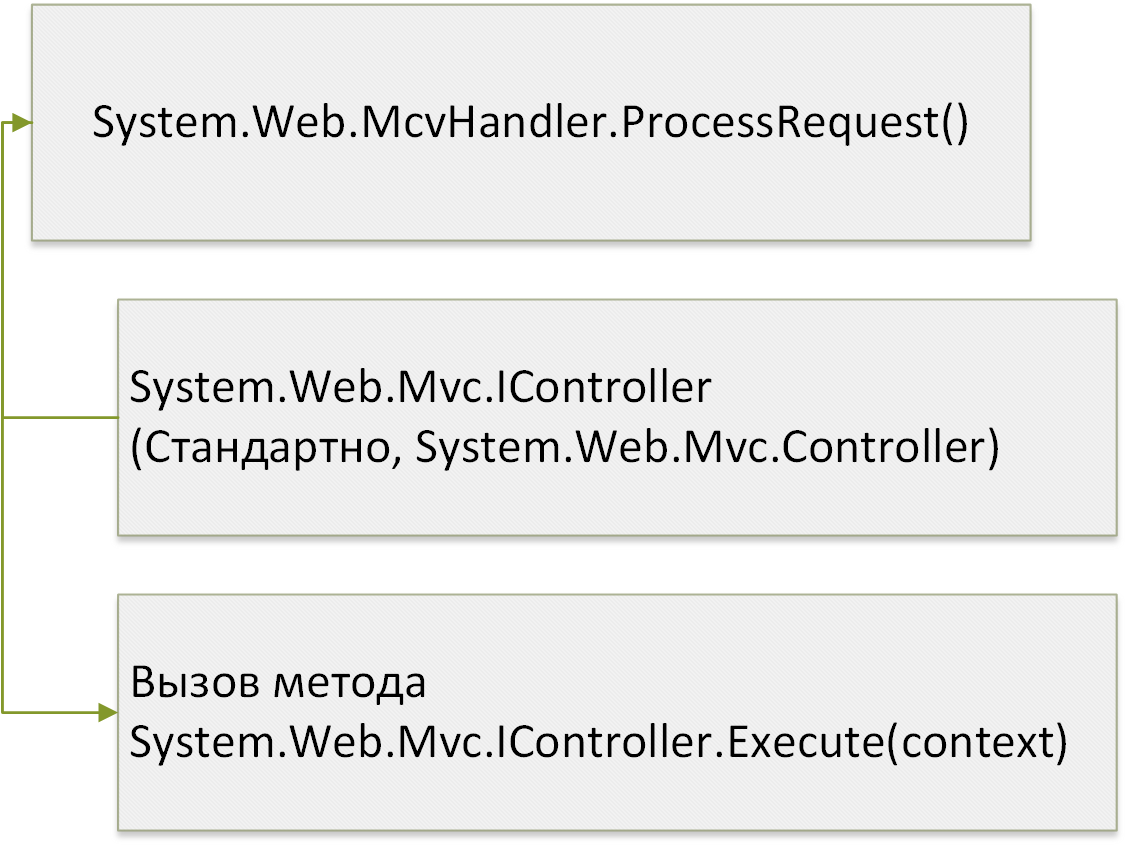 System.Web.McvHandler.ProcessRequest()
System.Web.Mvc.IController
(Стандартно, System.Web.Mvc.Controller)
Вызов метода
System.Web.Mvc.IController.Execute(context)